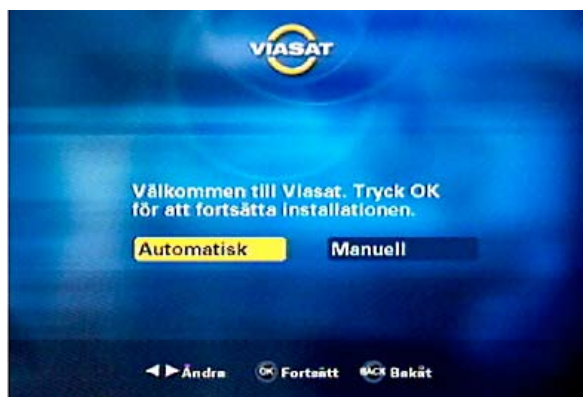 VIASAT
Välkommen till Viasat. Tryck OK
för att fortsätta installationen.
Automatisk Manuell
Ändra OK Fortsätt BACK Bakåt